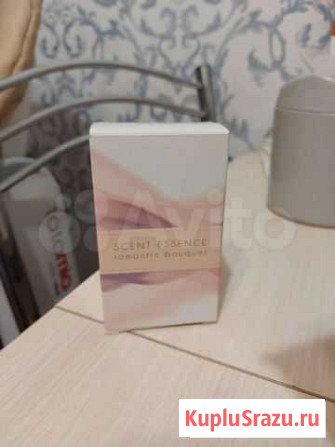 SCENT ESSENCE
romantic bouquet
Avito
KupluSrazu.ru